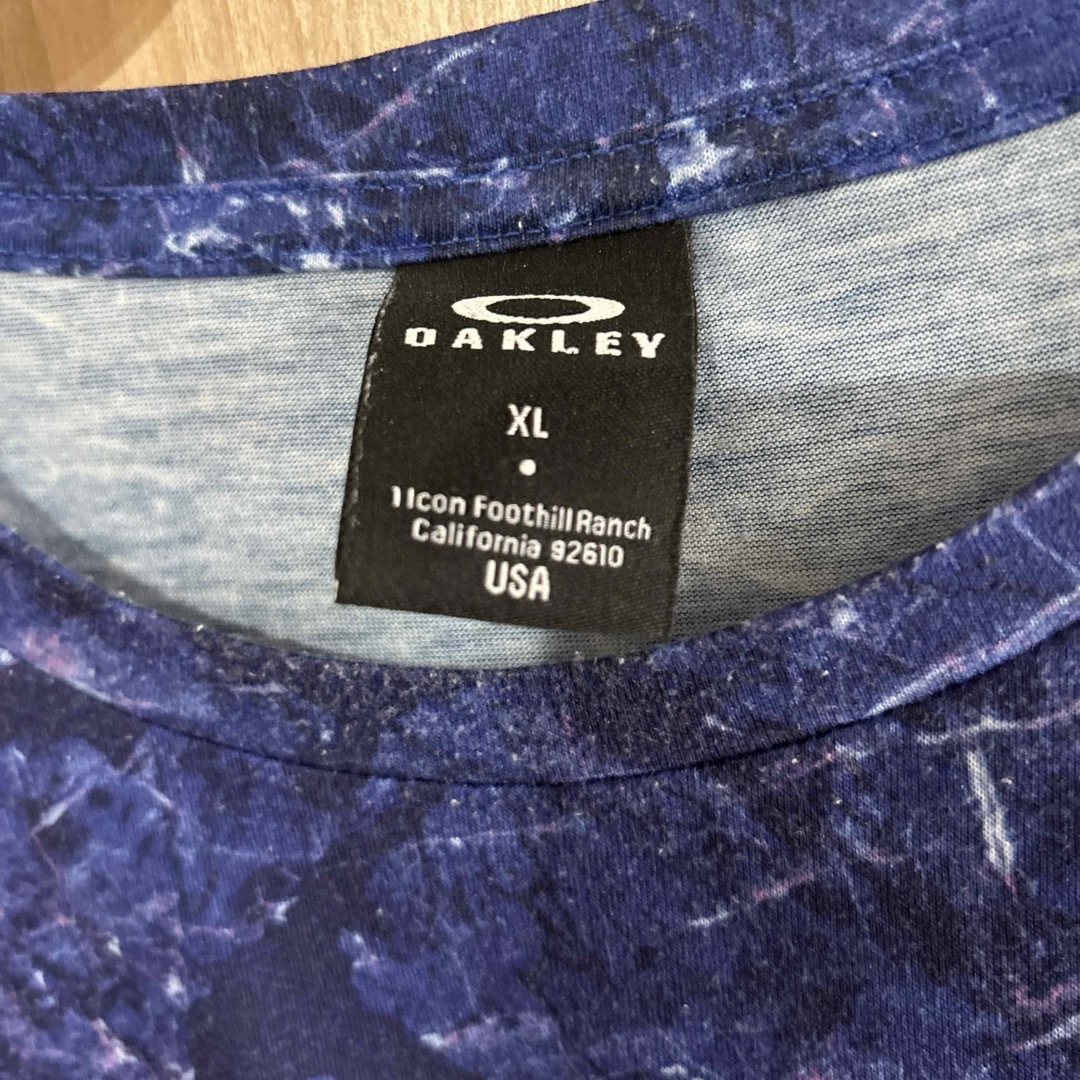 OAKLEY
XL
•
1 Icon Foothill Ranch
California 92610
USA